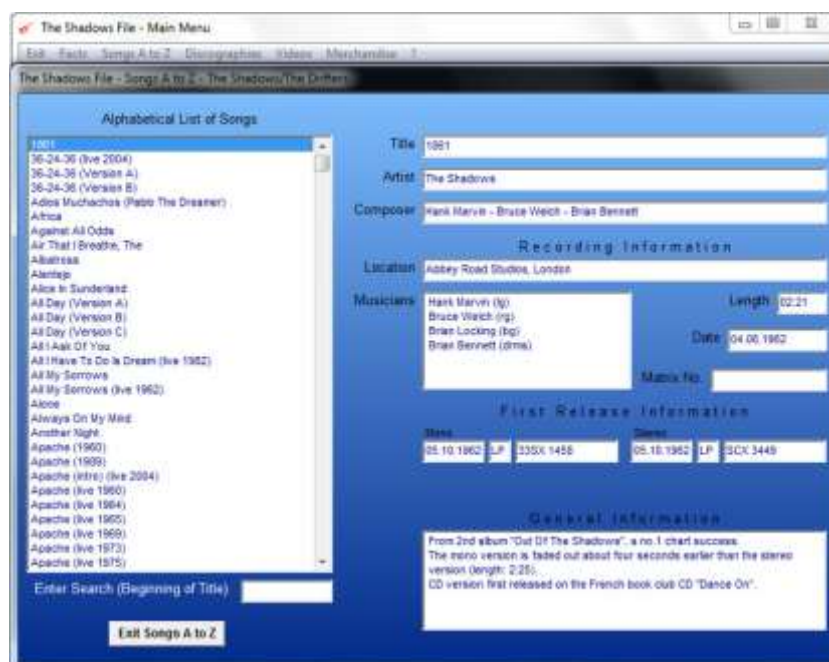 The Shadows File - Main Menu
Exit Facts Songs A to Z Discographies Videos Merchandise ?
The Shadows File - Songs A to Z - The Shadows/The Drifters
Alphabetical List of Songs
1861
36-24-36 (live 2004)
36-24-36 (Version A)
36-24-36 (Version B)
Adios Muchachos (Pablo The Dreamer)
Africa
Against All Odds
Air That I Breathe, The
Albatross
Alentejo
Alice In Sunderland
All Day (Version A)
All Day (Version B)
All Day (Version C)
All I Ask Of You
All I Have To Do Is Dream (live 1962)
All My Sorrows
All My Sorrows (live 1962)
Alone
Always On My Mind
Another Night
Apache (1960)
Apache (1989)
Apache (intro) (live 2004)
Apache (live 1960)
Apache (live 1964)
Apache (live 1965)
Apache (live 1969)
Apache (live 1973)
Apache (live 1975)
Enter Search (Beginning of Title)
Exit Songs A to Z
Title 1861
Artist The Shadows
Composer Hank Marvin - Bruce Welch - Brian Bennett
Recording Information
Location Abbey Road Studios, London
Musicians Hank Marvin (lg)
Bruce Welch (rg)
Brian Locking (bg)
Brian Bennett (drms)
Length 02:21
Date 04.06.1962
Matrix No.
First Release Information
Mono Stereo
05.10.1962 LP 33SX 1458 05.10.1962 LP SCX 3449
General Information
From 2nd album "Out Of The Shadows", a no.1 chart success.
The mono version is faded out about four seconds earlier than the stereo
version (length: 2:25).
CD version first released on the French book club CD "Dance On".